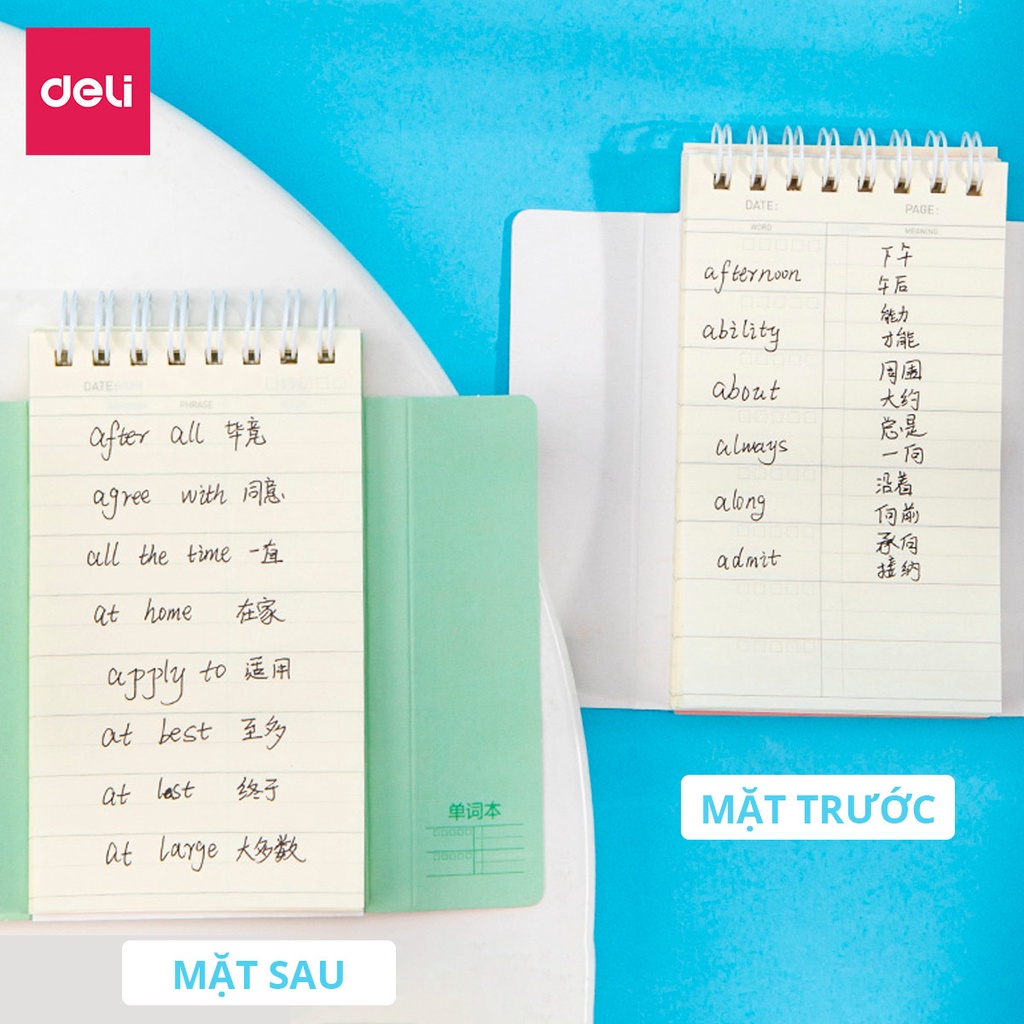 deli
DATE:
PHRASE
after all 毕竟
agree with 同意
all the time 一直
at home 在家
apply to 适用
at best 至多
at last 终于
at large 大多数
单词本
MẶT SAU
DATE: PAGE:
WORD MEANING
下午
afternoon
午后
能力
ability
才能
周围
about
大约
总是
always
一向
沿着
along
向前
承向
admit
接纳
MẶT TRƯỚC